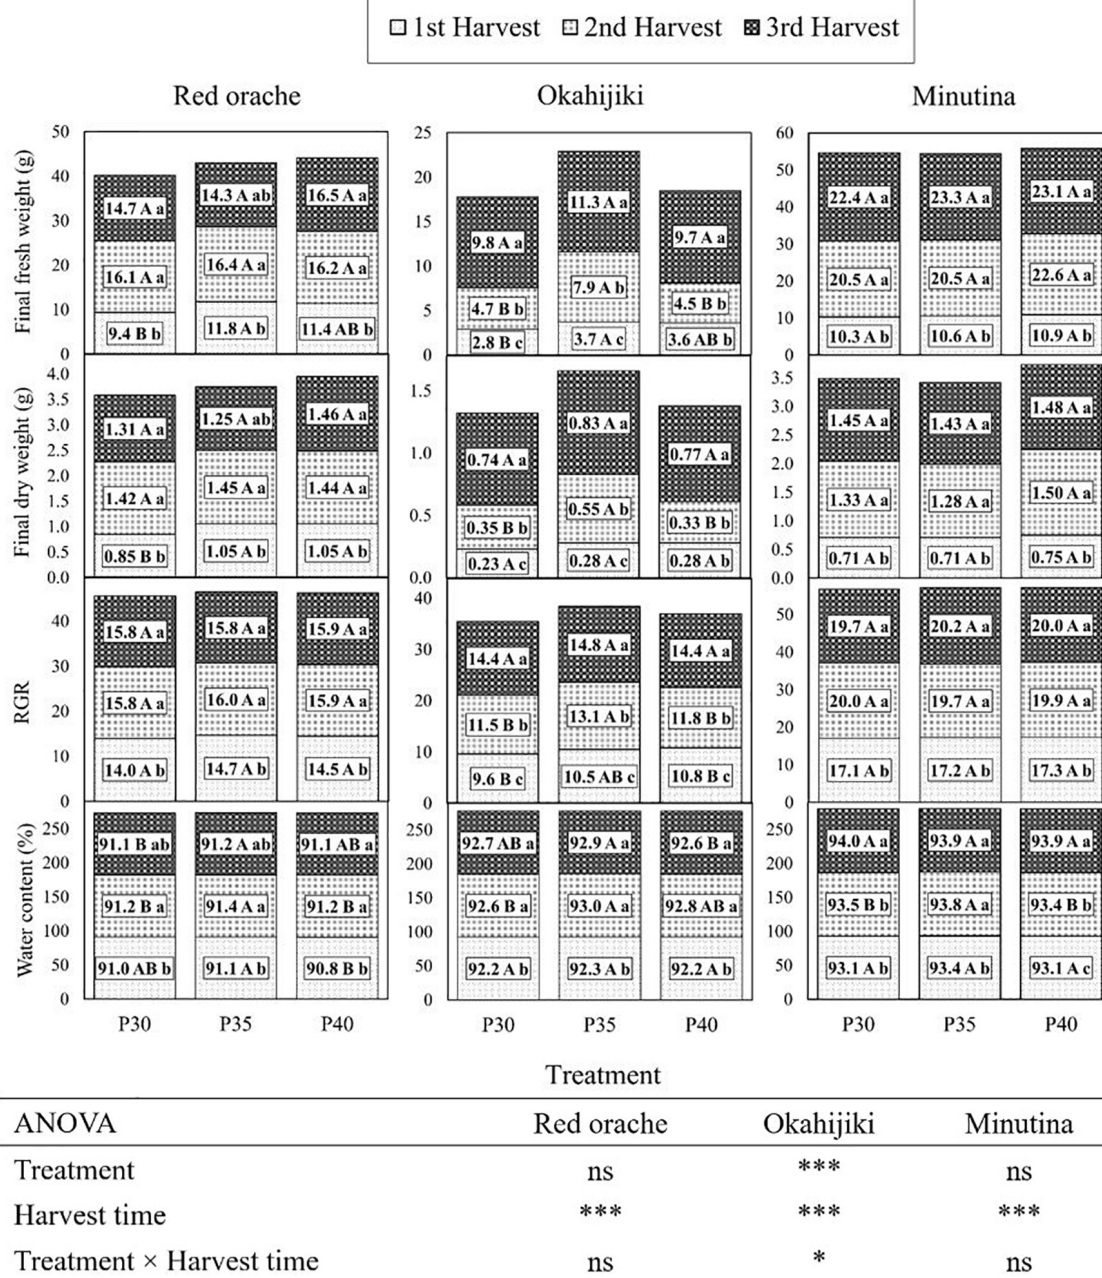 1st Harvest 2nd Harvest 3rd Harvest
Red orache Okahijiki Minutina
Final fresh weight (g)
50
40
30
20
10
0
14.7 A a 14.3 A ab 16.5 A a
16.1 A a 16.4 A a 16.2 A a
9.4 B b 11.8 A b 11.4 AB b
25
20
15
10
5
0
9.8 A a 11.3 A a 9.7 A a
4.7 B b 7.9 A b 4.5 B b
2.8 B c 3.7 A c 3.6 AB b
60
50
40
30
20
10
0
22.4 A a 23.3 A a 23.1 A a
20.5 A a 20.5 A a 22.6 A a
10.3 A b 10.6 A b 10.9 A b
Final dry weight (g)
4.0
3.5
3.0
2.5
2.0
1.5
1.0
0.5
0.0
1.31 A a 1.25 A ab 1.46 A a
1.42 A a 1.45 A a 1.44 A a
0.85 B b 1.05 A b 1.05 A b
1.5
1.0
0.5
0.0
0.74 A a 0.83 A a 0.77 A a
0.35 B b 0.55 A b 0.33 B b
0.23 A c 0.28 A c 0.28 A b
3.5
3.0
2.5
2.0
1.5
1.0
0.5
0.0
1.45 A a 1.43 A a 1.48 A a
1.33 A a 1.28 A a 1.50 A a
0.71 A b 0.71 A b 0.75 A b
RGR
40
30
20
10
0
15.8 A a 15.8 A a 15.9 A a
15.8 A a 16.0 A a 15.9 A a
14.0 A b 14.7 A b 14.5 A b
40
30
20
10
0
14.4 A a 14.8 A a 14.4 A a
11.5 B b 13.1 A b 11.8 B b
9.6 B c 10.5 AB c 10.8 B c
50
40
30
20
10
0
19.7 A a 20.2 A a 20.0 A a
20.0 A a 19.7 A a 19.9 A a
17.1 A b 17.2 A b 17.3 A b
Water content (%)
250
200
150
100
50
0
91.1 B ab 91.2 A ab 91.1 AB a
91.2 B a 91.4 A a 91.2 B a
91.0 AB b 91.1 A b 90.8 B b
250
200
150
100
50
0
92.7 AB a 92.9 A a 92.6 B a
92.6 B a 93.0 A a 92.8 AB a
92.2 A b 92.3 A b 92.2 A b
250
200
150
100
50
0
94.0 A a 93.9 A a 93.9 A a
93.5 B b 93.8 A a 93.4 B b
93.1 A b 93.4 A b 93.1 A c
P30 P35 P40 P30 P35 P40 P30 P35 P40
Treatment
ANOVA Red orache Okahijiki Minutina
Treatment ns *** ns
Harvest time *** *** ***
Treatment × Harvest time ns * ns